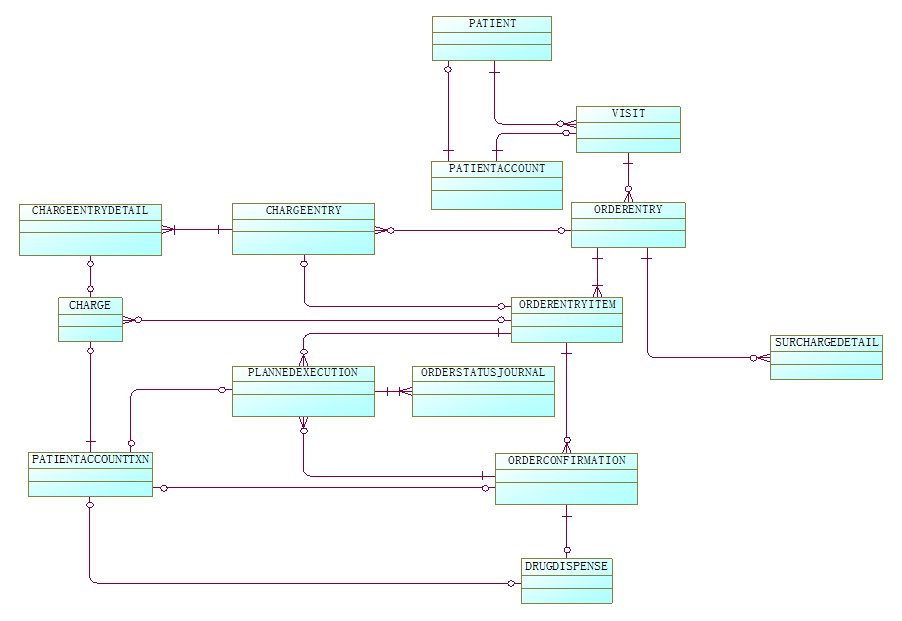 PATIENT
VISIT
PATIENTACCOUNT
CHARGEENTRYDETAIL
CHARGEENTRY
ORDERENTRY
CHARGE
ORDERENTRYITEM
SURCHARGEDETAIL
PLANNEDEXECUTION
ORDERSTATUSJOURNAL
PATIENTACCOUNTTXN
ORDERCONFIRMATION
DRUGDISPENSE